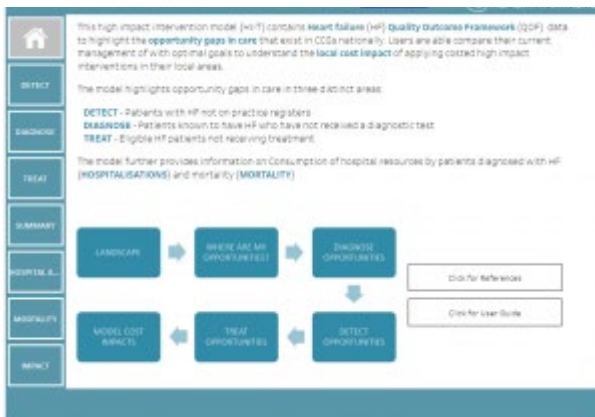 This high impact intervention model (HIIT) contains Heart failure (HF) Quality Outcome Framework (QOF) data
to highlight the opportunity gaps in care that exist in CCGs nationally. Users are able compare their current
management of with optimal goals to understand the local cost impact of applying costed high impact
interventions in their local areas.
The model highlights opportunity gaps in care in three distinct areas:
DETECT - Patients with HF not on practice registers
DIAGNOSE - Patients known to have HF who have not received a diagnostic test
TREAT - Eligible HF patients not receiving treatment
The model further provides information on Consumption of hospital resources by patients diagnosed with HF
(HOSPITALISATIONS) and mortality (MORTALITY)
DETECT
DIAGNOSE
TREAT
SUMMARY
HOSPITAL A...
MORTALITY
IMPACT
LANDSCAPE
WHERE ARE MY
OPPORTUNITIES?
DIAGNOSE
OPPORTUNITIES
MODEL COST
IMPACTS
TREAT
OPPORTUNITIES
DETECT
OPPORTUNITIES
Click for References
Click for User Guide